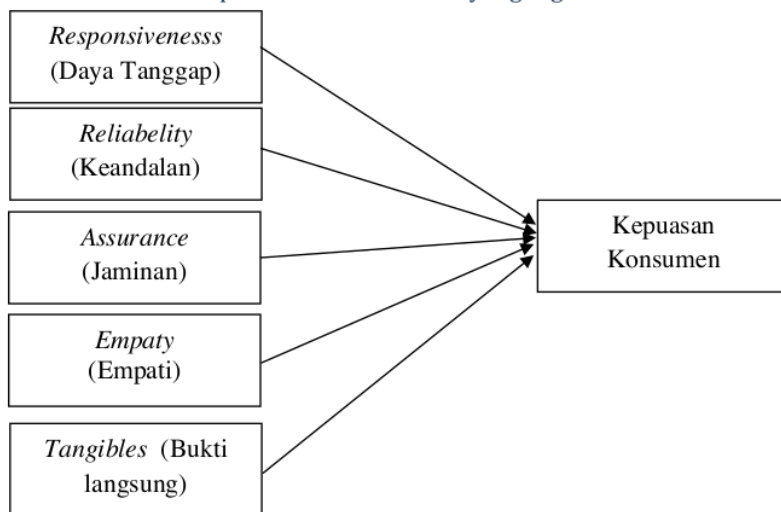 Responsivenesss
(Daya Tanggap)
Reliabelity
(Keandalan)
Assurance
(Jaminan)
Empaty
(Empati)
Tangibles (Bukti
langsung)
Kepuasan
Konsumen